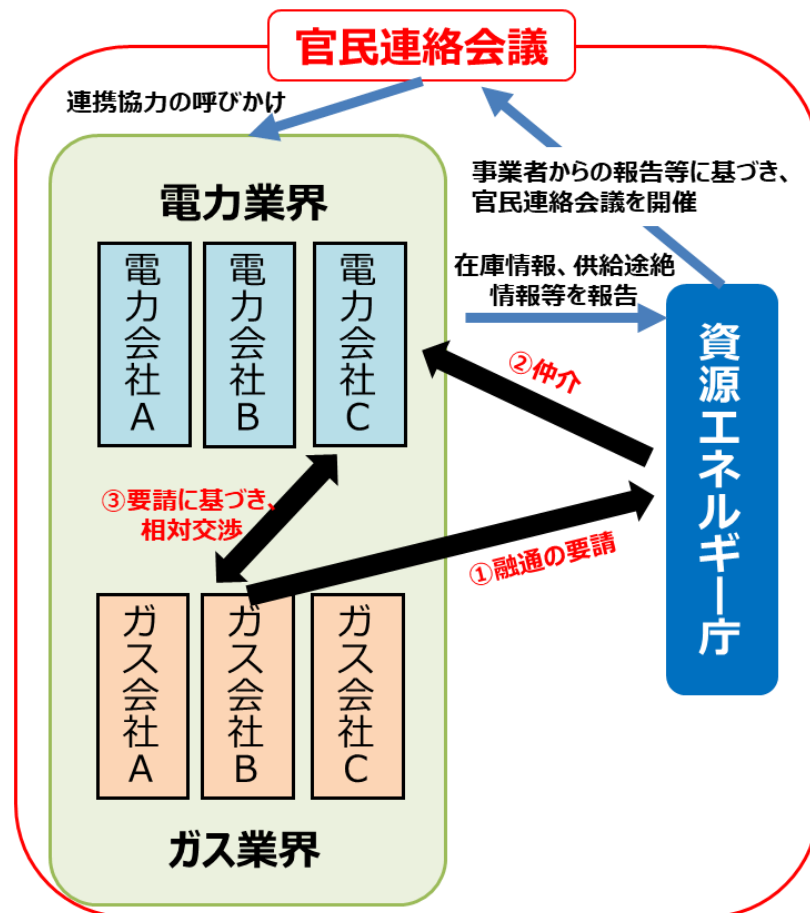 官民連絡会議
連携協力の呼びかけ
事業者からの報告等に基づき、
官民連絡会議を開催
電力業界
電力会社A
電力会社B
電力会社C
在庫情報、供給途絶
情報等を報告
資源エネルギー庁
②仲介
③要請に基づき、
相対交渉
①融通の要請
ガス会社A
ガス会社B
ガス会社C
ガス業界